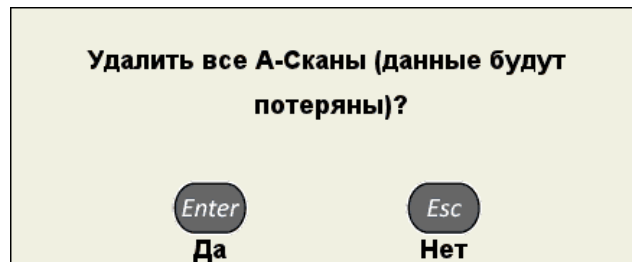 Удалить все А-Сканы (данные будут
потеряны)?
Enter Esc
Да Нет